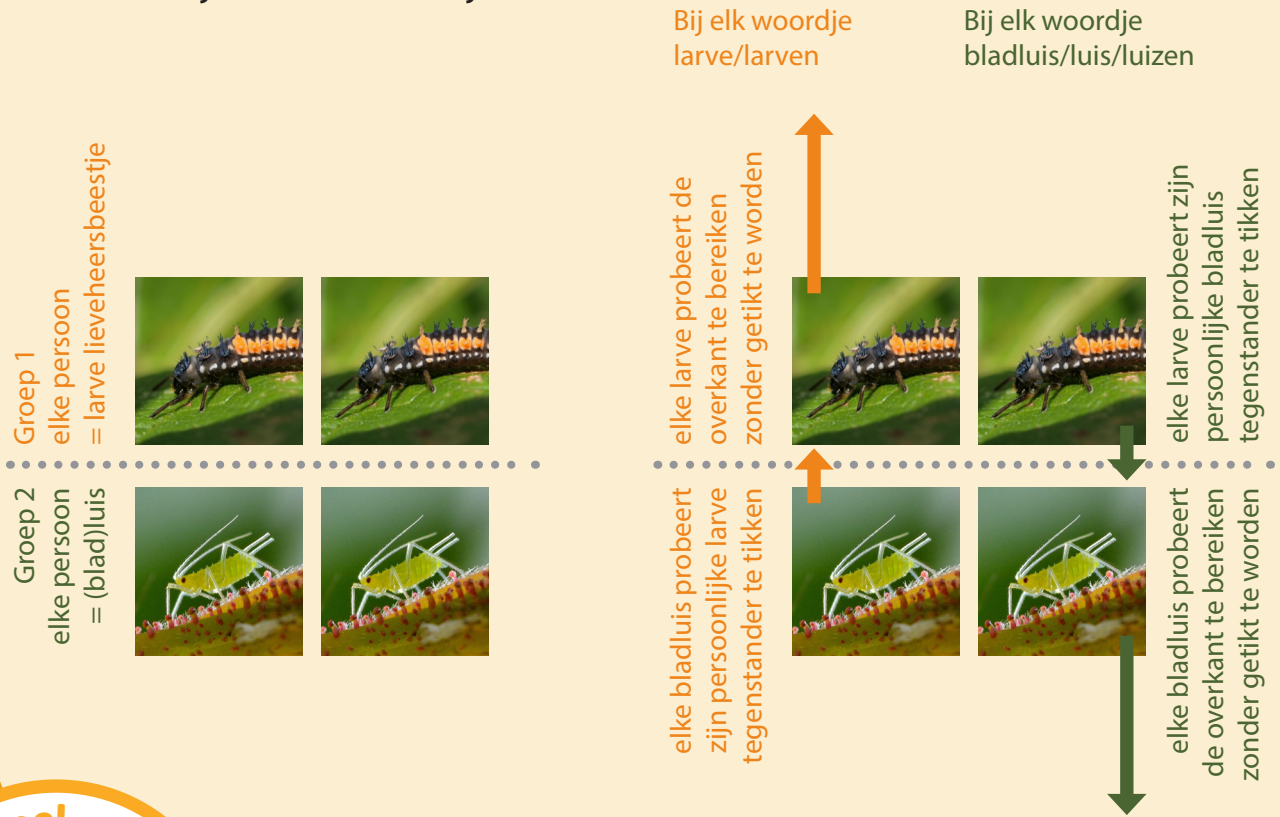 Bij elk woordje
larve/larven
Bij elk woordje
bladluis/luis/luizen
Groep 1
elke persoon
= larve lieveheersbeestje
Groep 2
elke persoon
= (blad)luis
elke larve probeert de
overkant te bereiken
zonder getikt te worden
elke bladluis probeert
zijn persoonlijke larve
tegenstander te tikken
elke larve probeert zijn
persoonlijke bladluis
tegenstander te tikken
elke bladluis probeert
de overkant te bereiken
zonder getikt te worden